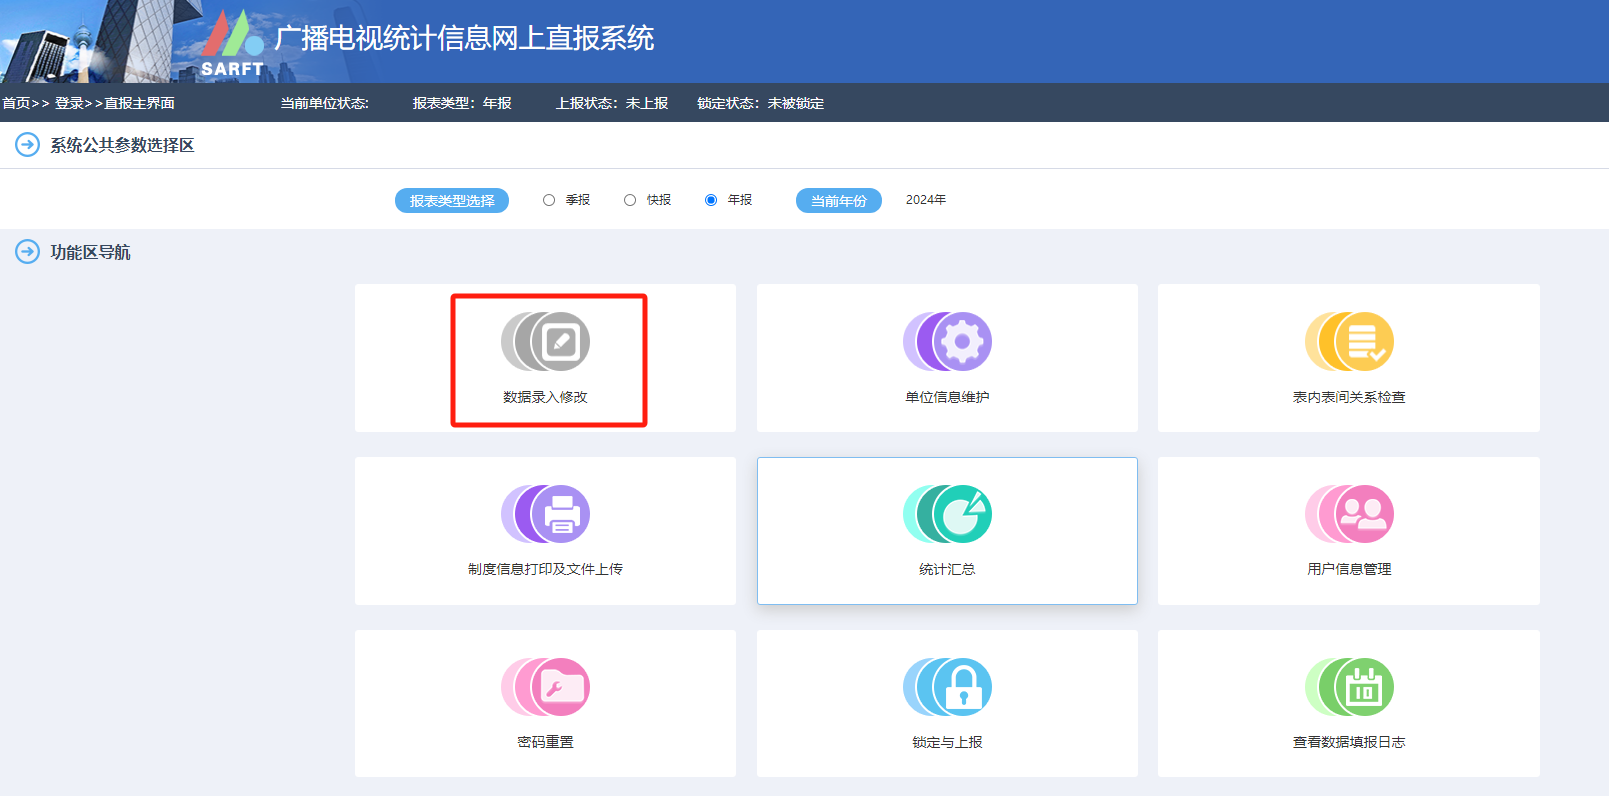 广播电视统计信息网上直报系统
SARFT
首页>> 登录>>直报主界面 当前单位状态: 报表类型：年报 上报状态：未上报 锁定状态：未被锁定
系统公共参数选择区
报表类型选择 季报 快报 年报 当前年份 2024年
功能区导航
数据录入修改 单位信息维护 表内表间关系检查
制度信息打印及文件上传 统计汇总 用户信息管理
10
密码重置 锁定与上报 查看数据填报日志